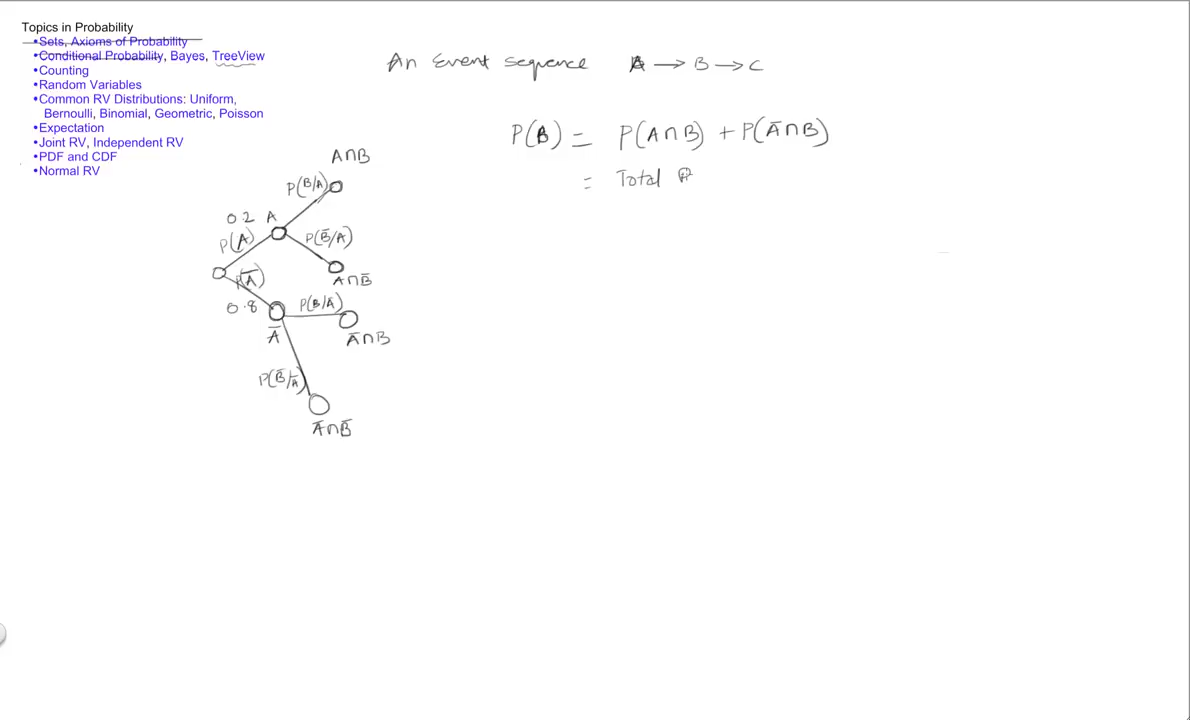 Topics in Probability
•Sets, Axioms of Probability
•Conditional Probability, Bayes, TreeView
•Counting
•Random Variables
•Common RV Distributions: Uniform,
Bernoulli, Binomial, Geometric, Poisson
•Expectation
•Joint RV, Independent RV
•PDF and CDF
•Normal RV
An Event sequence A → B → C
P(B) = P(A∩B) + P(Ā∩B)
= Total P
A∩B
P(B/A)
0.2 A
P(A)
P(B̄/A)
P(Ā)
A∩B̄
0.8
P(B/Ā)
Ā
Ā∩B
P(B̄/Ā)
Ā∩B̄